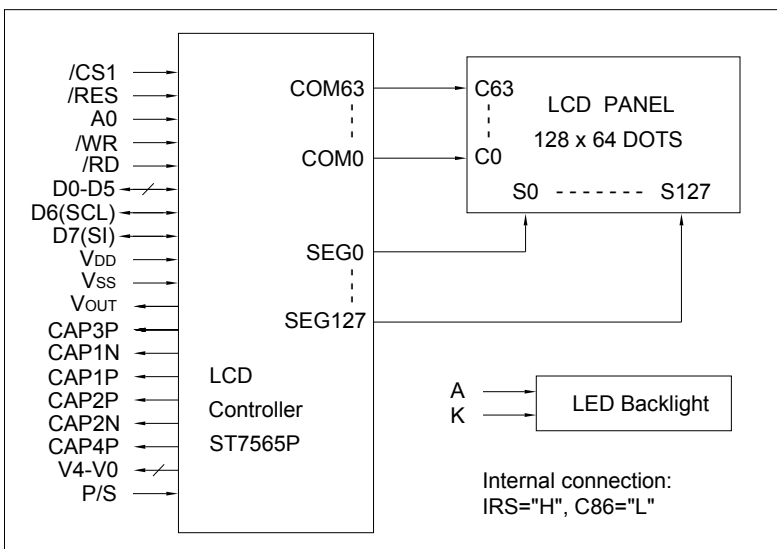 /CS1
/RES
A0
/WR
/RD
D0-D5
D6(SCL)
D7(SI)
VDD
VSS
VOUT
CAP3P
CAP1N
CAP1P
CAP2P
CAP2N
CAP4P
V4-V0
P/S
COM63
COM0
SEG0
SEG127
LCD
Controller
ST7565P
C63
C0
LCD PANEL
128 x 64 DOTS
S0 - - - - - - - S127
A
K
LED Backlight
Internal connection:
IRS="H", C86="L"